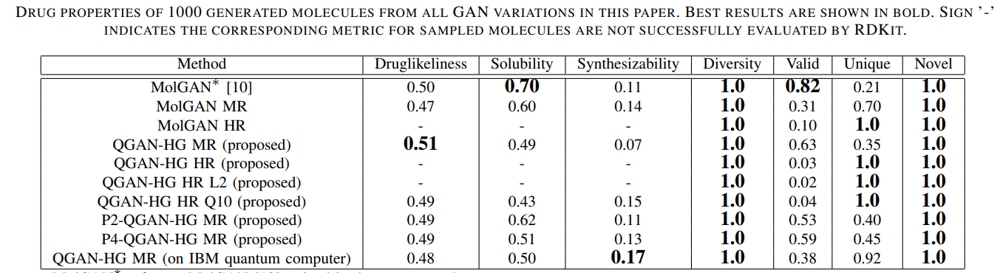 DRUG PROPERTIES OF 1000 GENERATED MOLECULES FROM ALL GAN VARIATIONS IN THIS PAPER. BEST RESULTS ARE SHOWN IN BOLD. SIGN '-'
INDICATES THE CORRESPONDING METRIC FOR SAMPLED MOLECULES ARE NOT SUCCESSFULLY EVALUATED BY RDKIT.
Method Druglikeliness Solubility Synthesizability Diversity Valid Unique Novel
MolGAN* [10] 0.50 0.70 0.11 1.0 0.82 0.21 1.0
MolGAN MR 0.47 0.60 0.14 1.0 0.31 0.70 1.0
MolGAN HR - - - 1.0 0.10 1.0 1.0
QGAN-HG MR (proposed) 0.51 0.49 0.07 1.0 0.63 0.35 1.0
QGAN-HG HR (proposed) - - - 1.0 0.03 1.0 1.0
QGAN-HG HR L2 (proposed) - - - 1.0 0.02 1.0 1.0
QGAN-HG HR Q10 (proposed) 0.49 0.43 0.15 1.0 0.04 1.0 1.0
P2-QGAN-HG MR (proposed) 0.49 0.62 0.11 1.0 0.53 0.40 1.0
P4-QGAN-HG MR (proposed) 0.49 0.51 0.13 1.0 0.59 0.45 1.0
QGAN-HG MR (on IBM quantum computer) 0.48 0.50 0.17 1.0 0.38 0.92 1.0